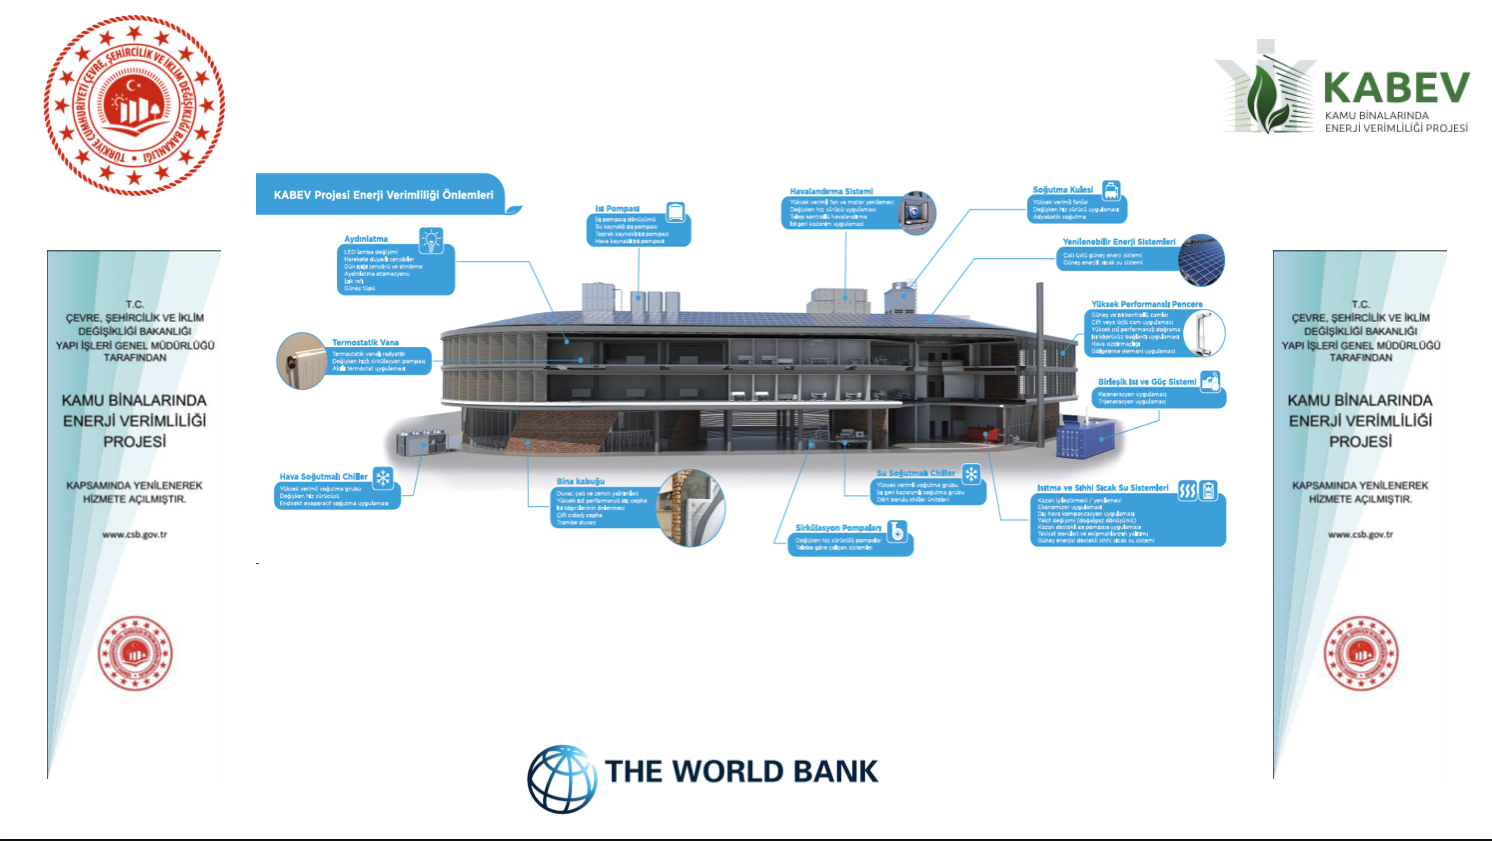 TÜRKİYE CUMHURİYETİ ÇEVRE, ŞEHİRCİLİK VE İKLİM DEĞİŞİKLİĞİ BAKANLIĞI
KABEV
KAMU BİNALARINDA
ENERJİ VERİMLİLİĞİ PROJESİ
KABEV Projesi Enerji Verimliliği Önlemleri
Aydınlatma
LED lamba değişimi
Harekete duyarlı sensörler
Gün ışığı sensörü ve dimleme
Aydınlatma otomasyonu
Işık rafı
Güneş tüpü
Isı Pompası
Isı pompası dönüşümü
Su kaynaklı ısı pompası
Toprak kaynaklı ısı pompası
Hava kaynaklı ısı pompası
Havalandırma Sistemi
Yüksek verimli fan ve motor yenilemesi
Değişken hız sürücü uygulaması
Talep kontrollü havalandırma
Isı geri kazanım uygulaması
Soğutma Kulesi
Yüksek verimli fanlar
Değişken hız sürücü uygulaması
Adyabatik soğutma
Yenilenebilir Enerji Sistemleri
Çatı üstü güneş enerji sistemi
Güneş enerjili sıcak su sistemi
Termostatik Vana
Termostatik vanalı radyatör
Değişken hızlı sirkülasyon pompası
Akıllı termostat uygulaması
Yüksek Performanslı Pencere
Güneş ve ısı kontrollü camlar
Çift veya üçlü cam uygulaması
Yüksek ısıl performanslı doğrama
Isı köprüsüz bağlantı uygulaması
Hava sızdırmazlığı
Gölgeleme elemanı uygulaması
Birleşik Isı ve Güç Sistemi
Kojenerasyon uygulaması
Trijenerasyon uygulaması
Hava Soğutmalı Chiller
Yüksek verimli soğutma grubu
Değişken hız sürücüsü
Endirekt evaporatif soğutma uygulaması
Bina kabuğu
Duvar, çatı ve zemin yalıtımları
Yüksek ısıl performanslı dış cephe
Isı köprülerinin önlenmesi
Çift cidarlı cephe
Trombe duvarı
Su Soğutmalı Chiller
Yüksek verimli soğutma grubu
Isı geri kazanımlı soğutma grubu
Dört borulu chiller üniteleri
Sirkülasyon Pompaları
Değişken hız sürücülü pompalar
Talebe göre çalışan sistemler
Isıtma ve Sıhhi Sıcak Su Sistemleri
Kazan iyileştirmesi / yenilemesi
Ekonomizer uygulaması
Dış hava kompanzasyon uygulaması
Yakıt değişimi (doğalgaz dönüşümü)
Kazan destekli ısı pompası uygulaması
Tesisat boruları ve ekipmanlarının yalıtımı
Güneş enerjisi destekli sıhhi sıcak su sistemi
T.C.
ÇEVRE, ŞEHİRCİLİK VE İKLİM
DEĞİŞİKLİĞİ BAKANLIĞI
YAPI İŞLERİ GENEL MÜDÜRLÜĞÜ
TARAFINDAN
KAMU BİNALARINDA
ENERJİ VERİMLİLİĞİ
PROJESİ
KAPSAMINDA YENİLENEREK
HİZMETE AÇILMIŞTIR.
www.csb.gov.tr
T.C.
ÇEVRE, ŞEHİRCİLİK VE İKLİM
DEĞİŞİKLİĞİ BAKANLIĞI
YAPI İŞLERİ GENEL MÜDÜRLÜĞÜ
TARAFINDAN
KAMU BİNALARINDA
ENERJİ VERİMLİLİĞİ
PROJESİ
KAPSAMINDA YENİLENEREK
HİZMETE AÇILMIŞTIR.
www.csb.gov.tr
THE WORLD BANK